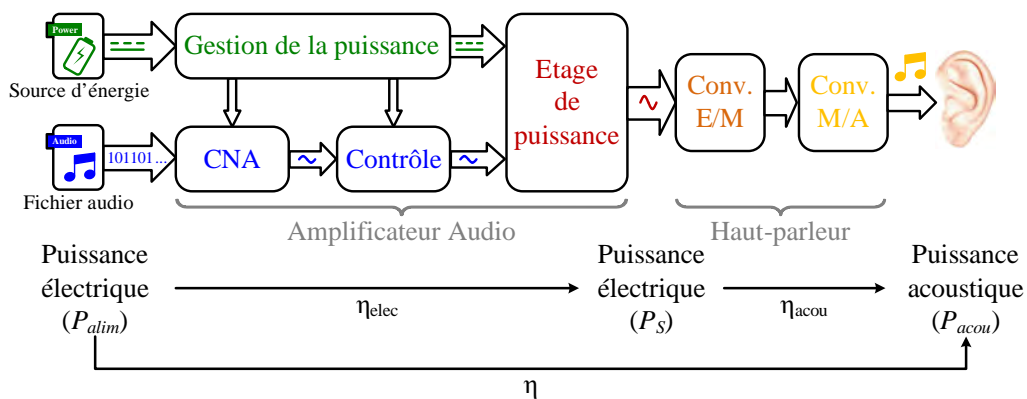 Power
Gestion de la puissance
Source d'énergie
Etage
de
puissance
Conv.
E/M
Conv.
M/A
Audio
101101...
CNA
Contrôle
Fichier audio
Amplificateur Audio
Haut-parleur
Puissance
électrique
(Palim)
ηelec
Puissance
électrique
(PS)
ηacou
Puissance
acoustique
(Pacou)
η